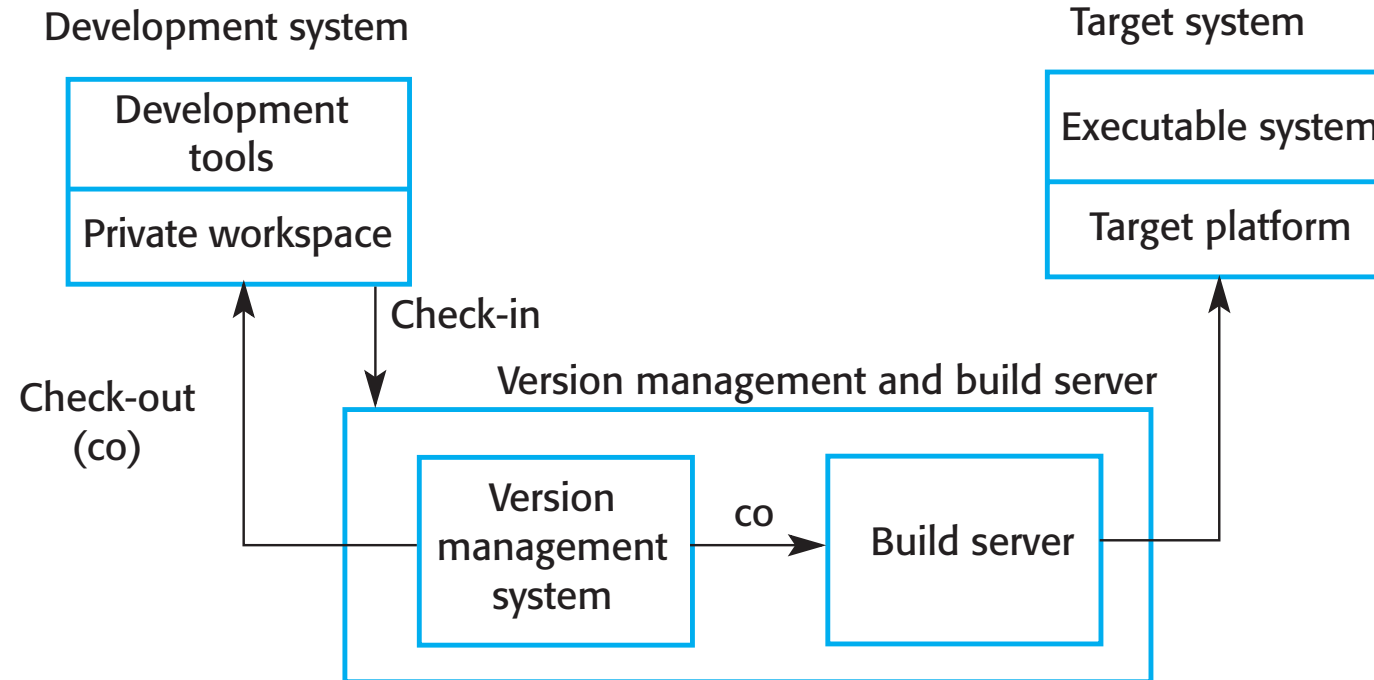 Development system
Target system
Development
tools
Private workspace
Executable system
Target platform
Check-in
Check-out
(co)
Version management and build server
Version
management
system
co
Build server